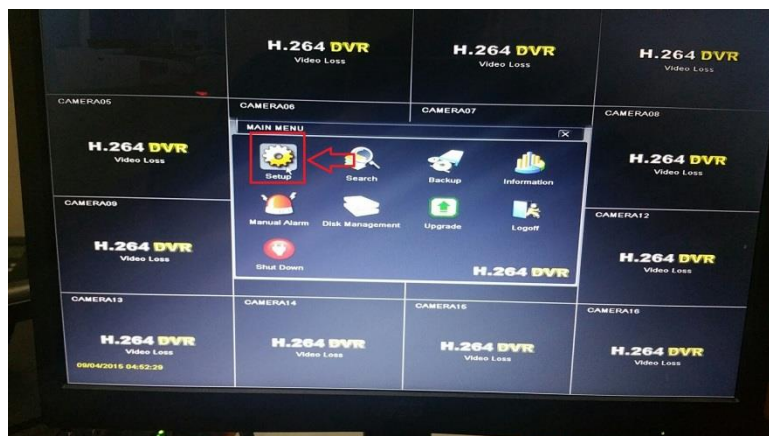 H.264 DVR
Video Loss
H.264 DVR
Video Loss
H.264 DVR
Video Loss
CAMERA05
H.264 DVR
Video Loss
CAMERA06
CAMERA07
CAMERA08
H.264 DVR
Video Loss
MAIN MENU
Setup
Search
Backup
Information
Manual Alarm
Disk Management
Upgrade
Logoff
Shut Down
H.264 DVR
CAMERA09
H.264 DVR
Video Loss
CAMERA12
H.264 DVR
Video Loss
CAMERA13
H.264 DVR
Video Loss
09/04/2015 04:52:29
CAMERA14
H.264 DVR
Video Loss
CAMERA15
H.264 DVR
Video Loss
CAMERA16
H.264 DVR
Video Loss